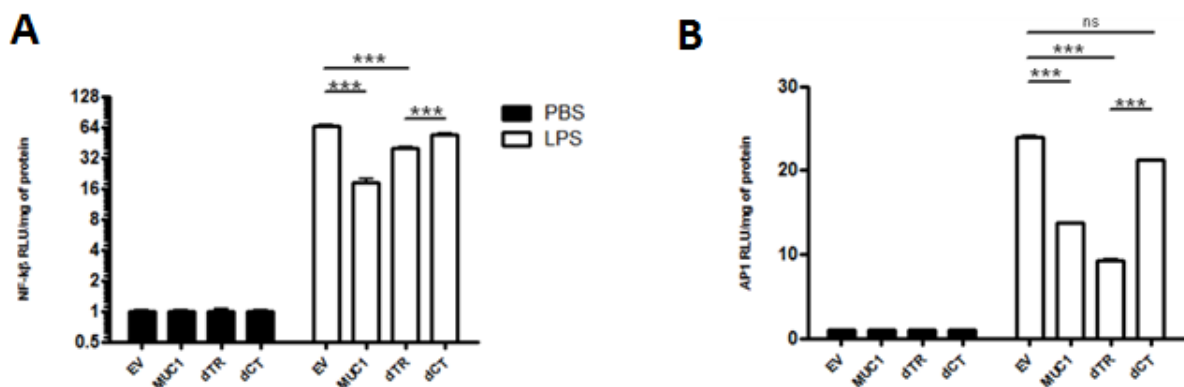 A
***
***
***
128
64
32
16
8
4
2
1
0.5
NF-kβ RLU/mg of protein
EV MUC1 dTR dCT EV MUC1 dTR dCT
PBS
LPS
B
ns
***
***
***
30
20
10
0
AP1 RLU/mg of protein
EV MUC1 dTR dCT EV MUC1 dTR dCT